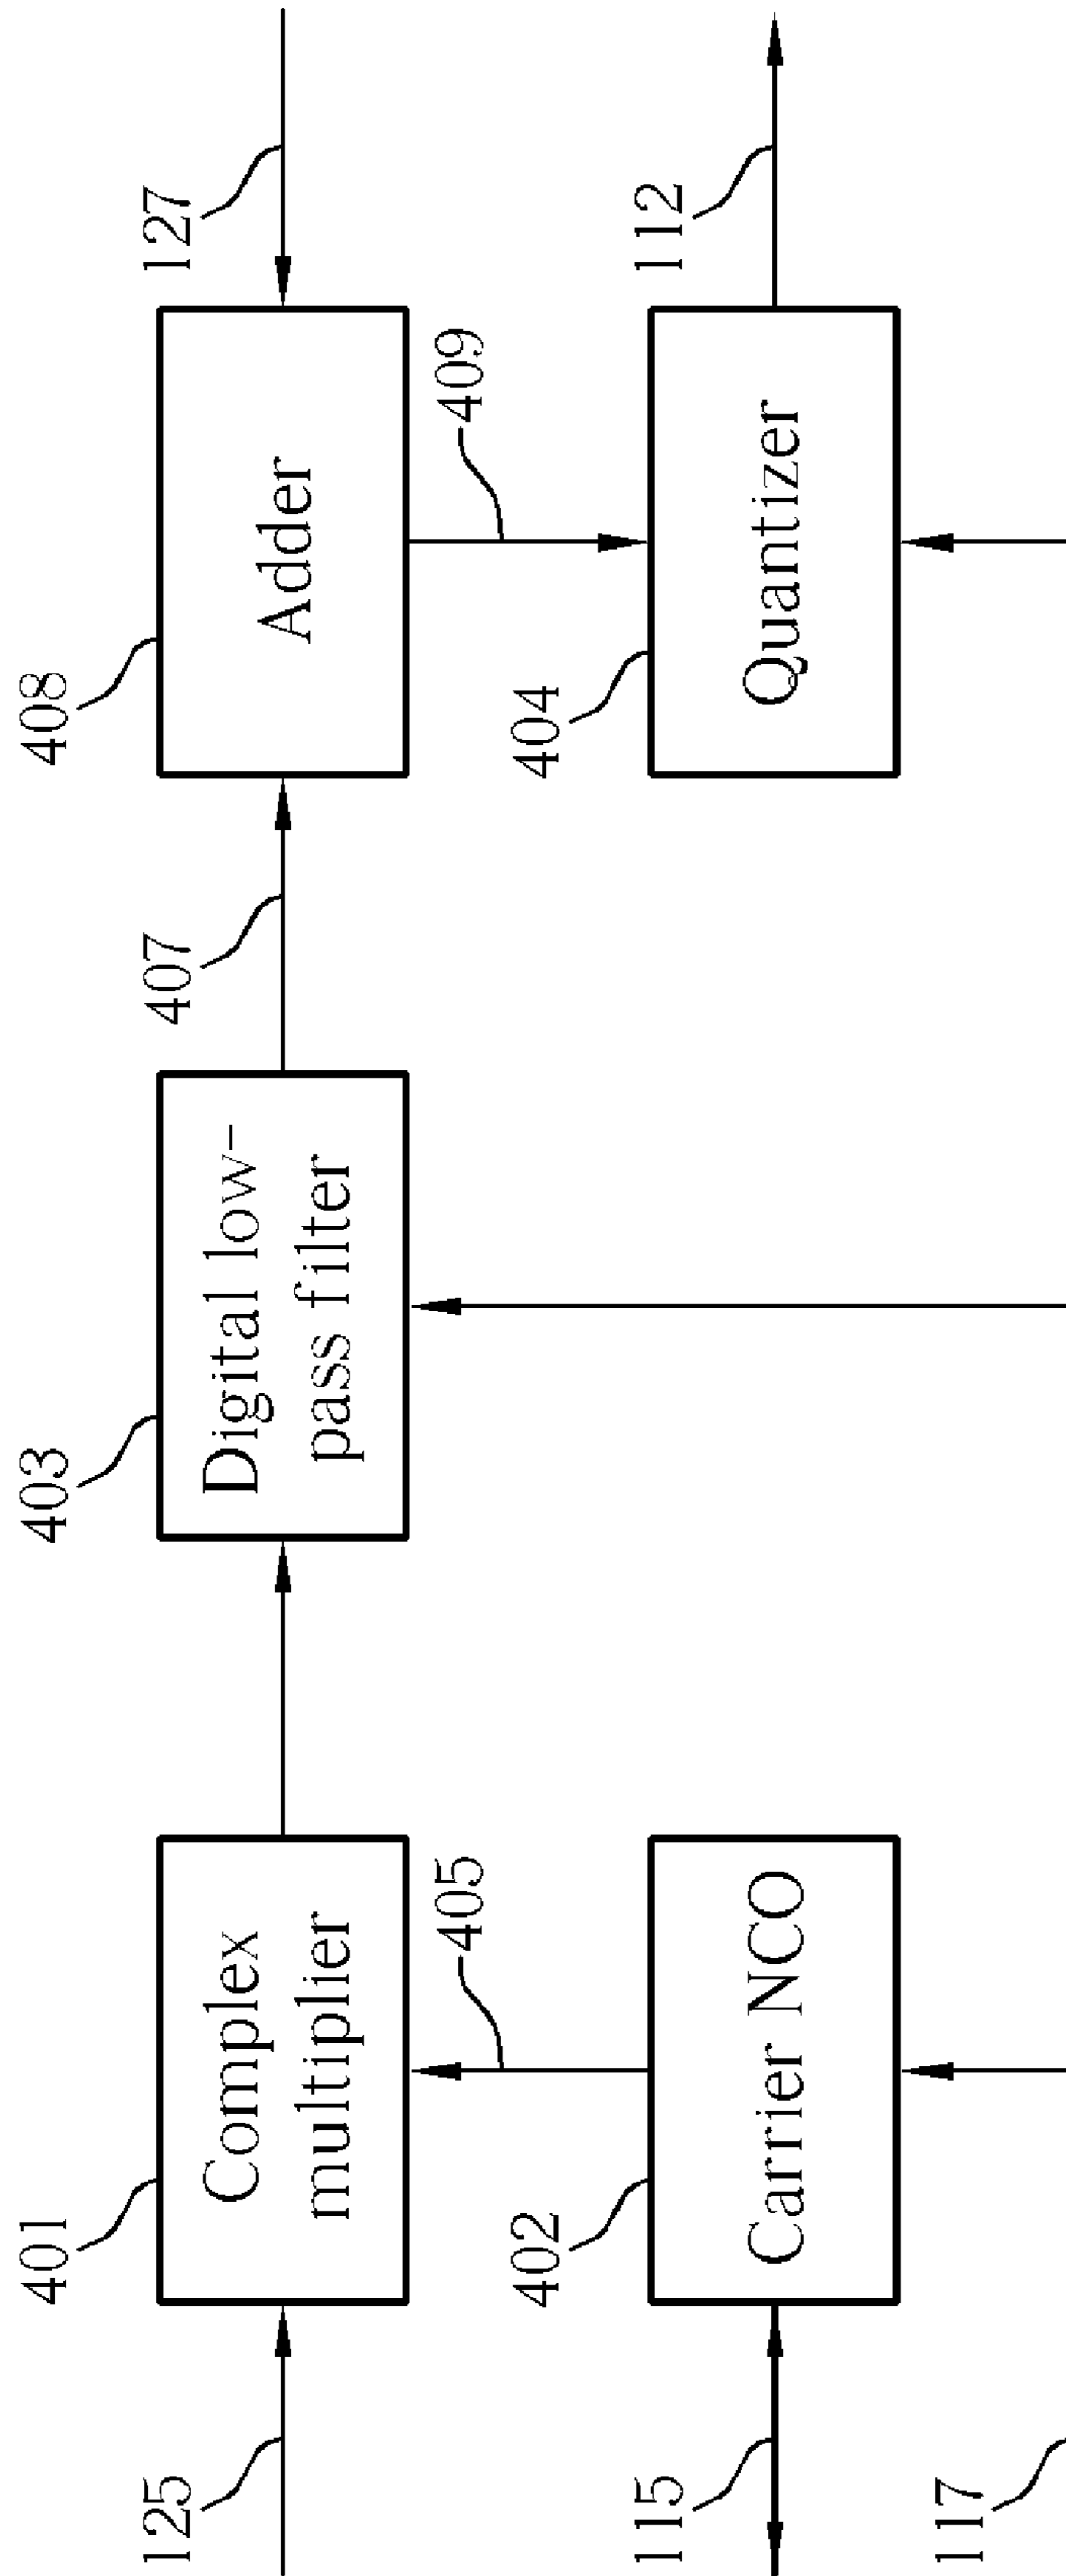 401
403
408
125
Complex
multiplier
Digital low-
pass filter
407
Adder
127
405
409
402
404
115
Carrier NCO
Quantizer
112
117